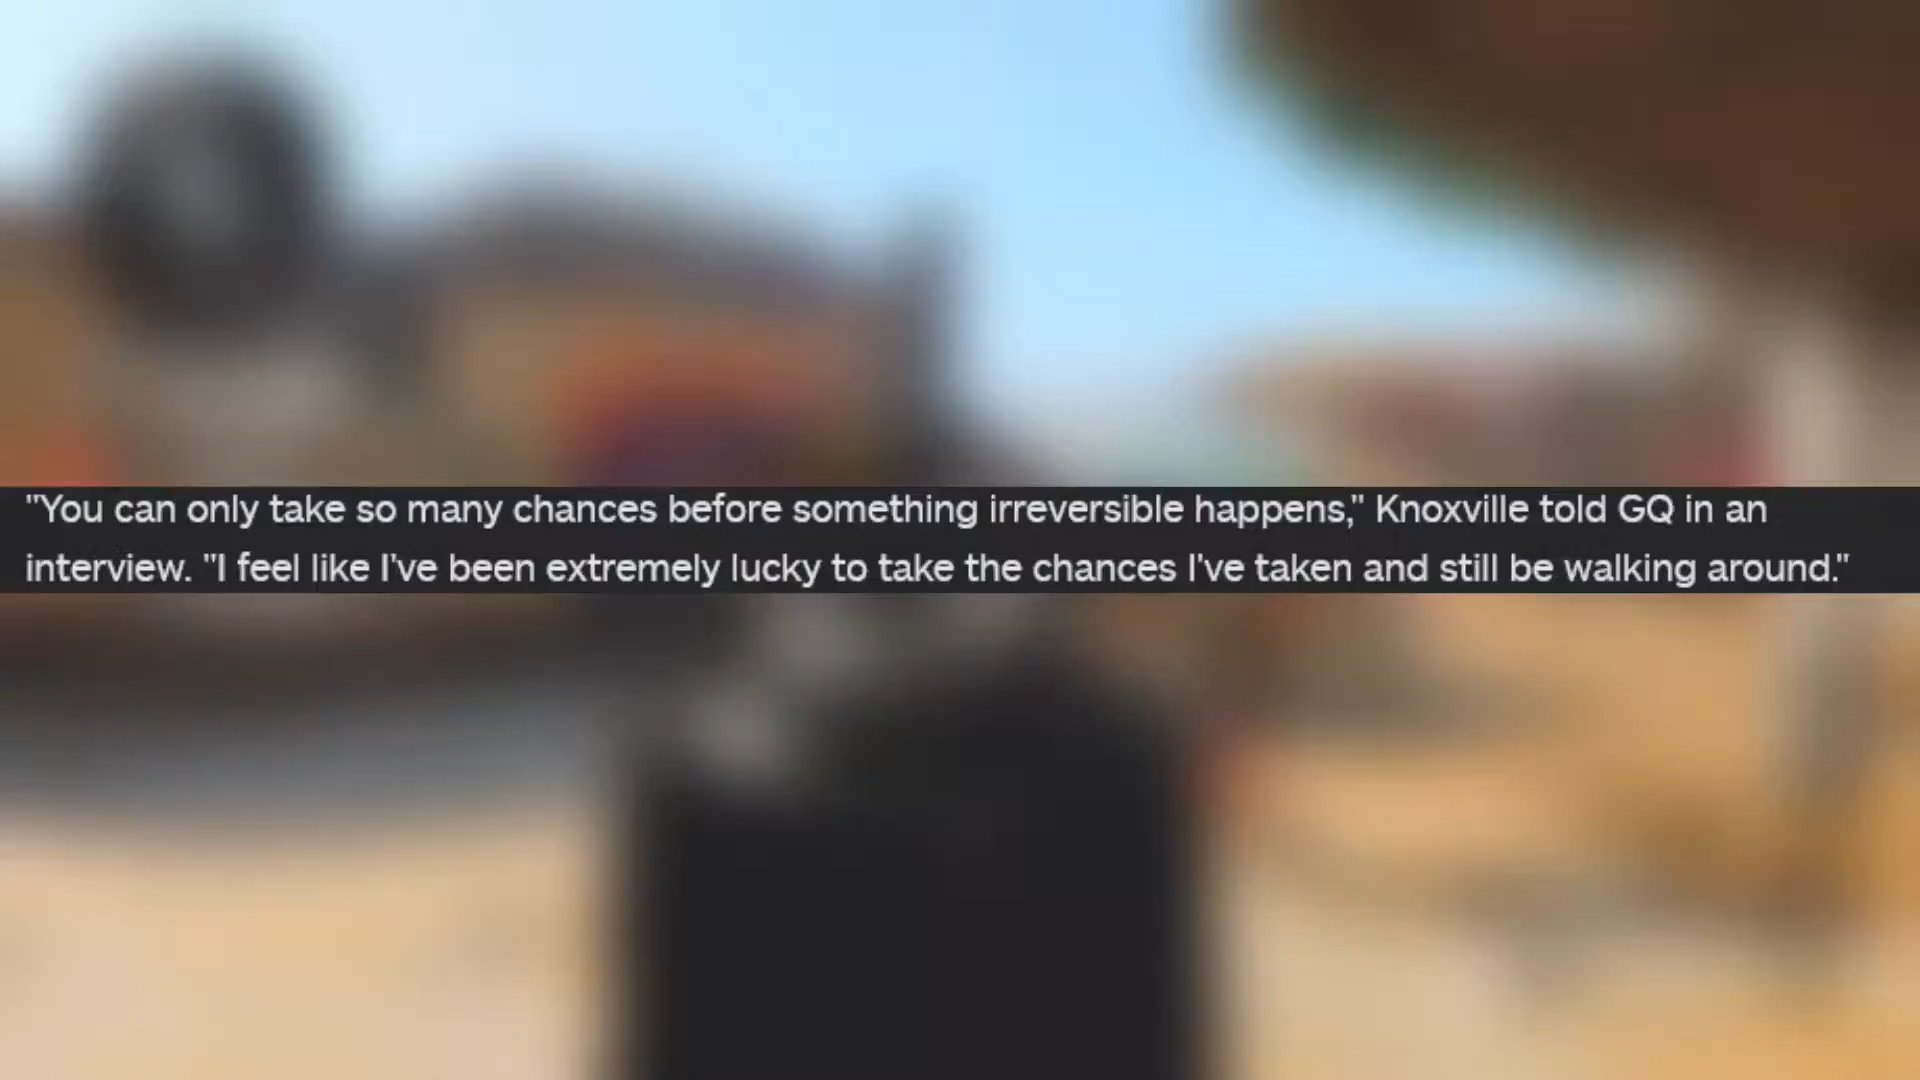 "You can only take so many chances before something irreversible happens," Knoxville told GQ in an
interview. "I feel like I've been extremely lucky to take the chances I've taken and still be walking around."